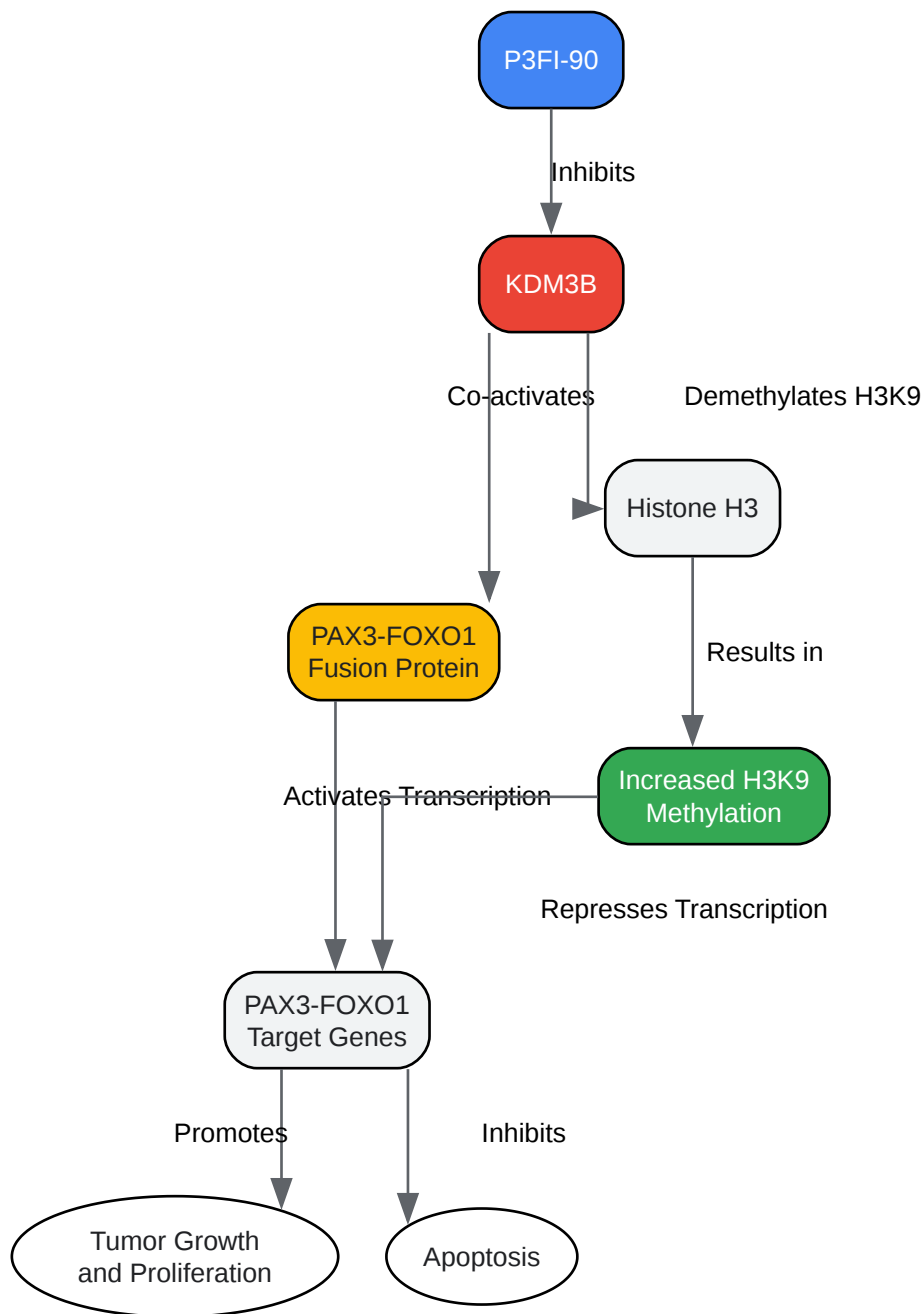 P3FI-90
Inhibits
KDM3B
Co-activates
Demethylates H3K9
Histone H3
PAX3-FOXO1
Fusion Protein
Results in
Activates Transcription
Increased H3K9
Methylation
Represses Transcription
PAX3-FOXO1
Target Genes
Promotes
Inhibits
Tumor Growth
and Proliferation
Apoptosis